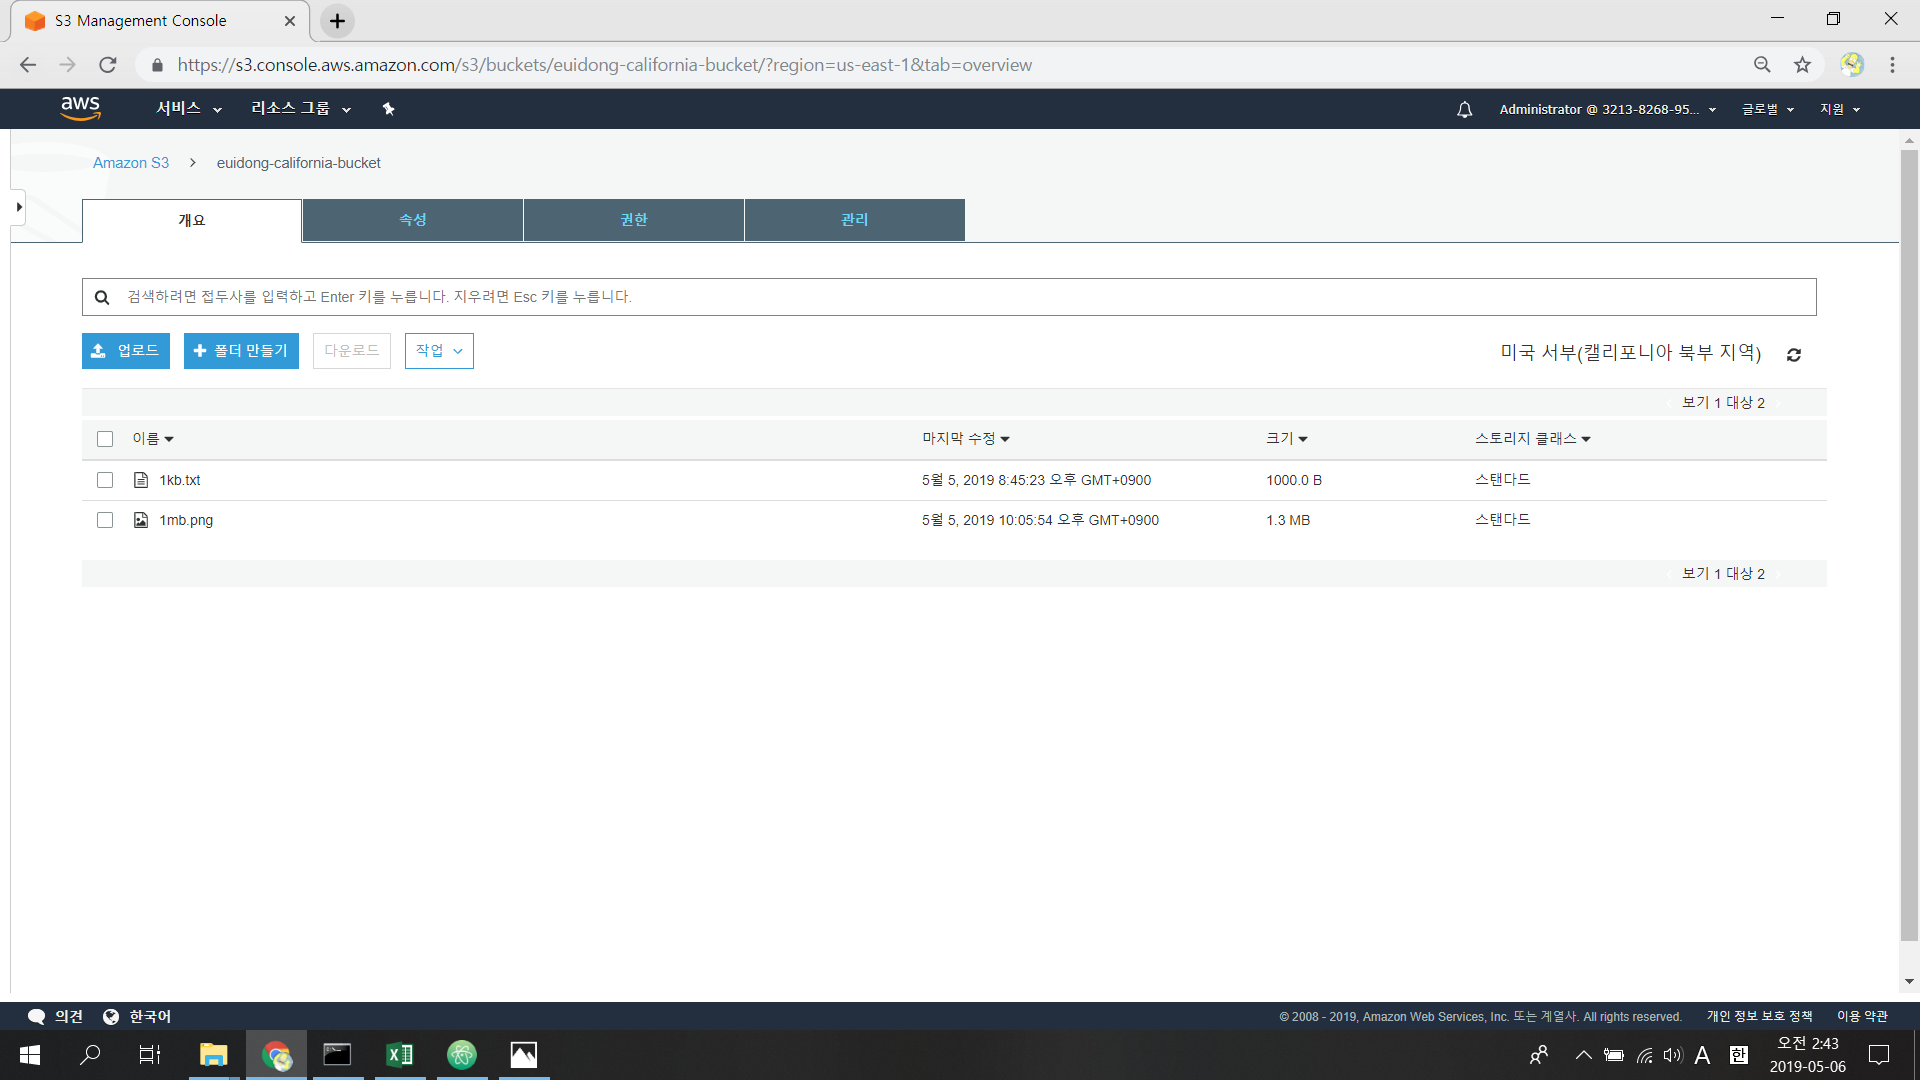 S3 Management Console
https://s3.console.aws.amazon.com/s3/buckets/euidong-california-bucket/?region=us-east-1&tab=overview
aws 서비스 리소스 그룹 Administrator @ 3213-8268-95... 글로벌 지원
Amazon S3 > euidong-california-bucket
개요 속성 권한 관리
검색하려면 접두사를 입력하고 Enter 키를 누릅니다. 지우려면 Esc 키를 누릅니다.
업로드 폴더 만들기 다운로드 작업 미국 서부(캘리포니아 북부 지역)
보기 1 대상 2
이름 마지막 수정 크기 스토리지 클래스
1kb.txt 5월 5, 2019 8:45:23 오후 GMT+0900 1000.0 B 스탠다드
1mb.png 5월 5, 2019 10:05:54 오후 GMT+0900 1.3 MB 스탠다드
보기 1 대상 2
의견 한국어 © 2008 - 2019, Amazon Web Services, Inc. 또는 계열사. All rights reserved. 개인 정보 보호 정책 이용 약관
A 한 오전 2:43
2019-05-06